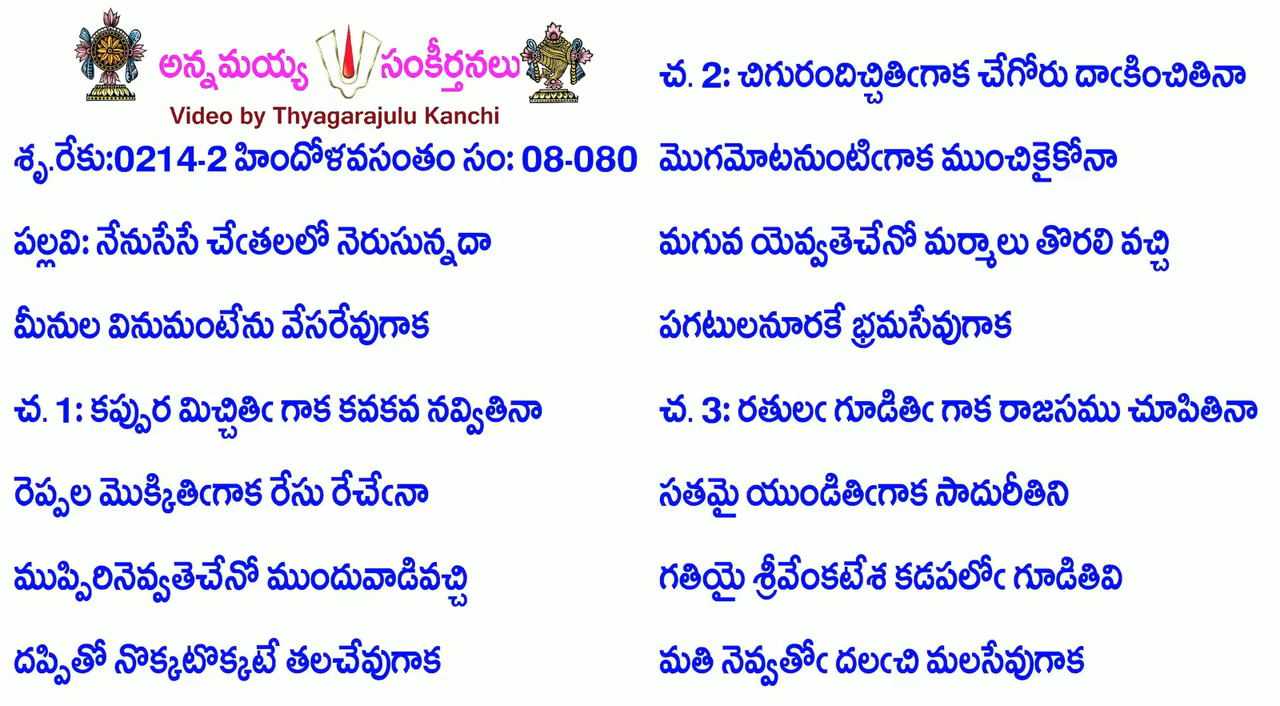 అన్నమయ్య సంకీర్తనలు
Video by Thyagarajulu Kanchi
శృ.రేకు:0214-2 హిందోళవసంతం సం: 08-080
పల్లవి: నేనుసేసే చేఁతలలో నెరుసున్నదా
మీనుల వినుమంటేను వేసరేవుగాక
చ. 1: కప్పుర మిచ్చితిఁ గాక కవకవ నవ్వితినా
రెప్పల మొక్కితిఁగాక రేసు రేచేఁనా
ముప్పిరినెవ్వతెచేనో ముందువాడివచ్చి
దప్పితో నొక్కటొక్కటే తలచేవుగాక
చ. 2: చిగురందిచ్చితిఁగాక చేగోరు దాఁకించితినా
మొగమోటనుంటిఁగాక ముంచికైకోనా
మగువ యెవ్వతెచేనో మర్మాలు తొరలి వచ్చి
పగటులనూరకే భ్రమసేవుగాక
చ. 3: రతులఁ గూడితిఁ గాక రాజసము చూపితినా
సతమై యుండితిఁగాక సాదురీతిని
గతియై శ్రీవేంకటేశ కడపలోఁ గూడితివి
మతి నెవ్వతోఁ దలఁచి మలసేవుగాక